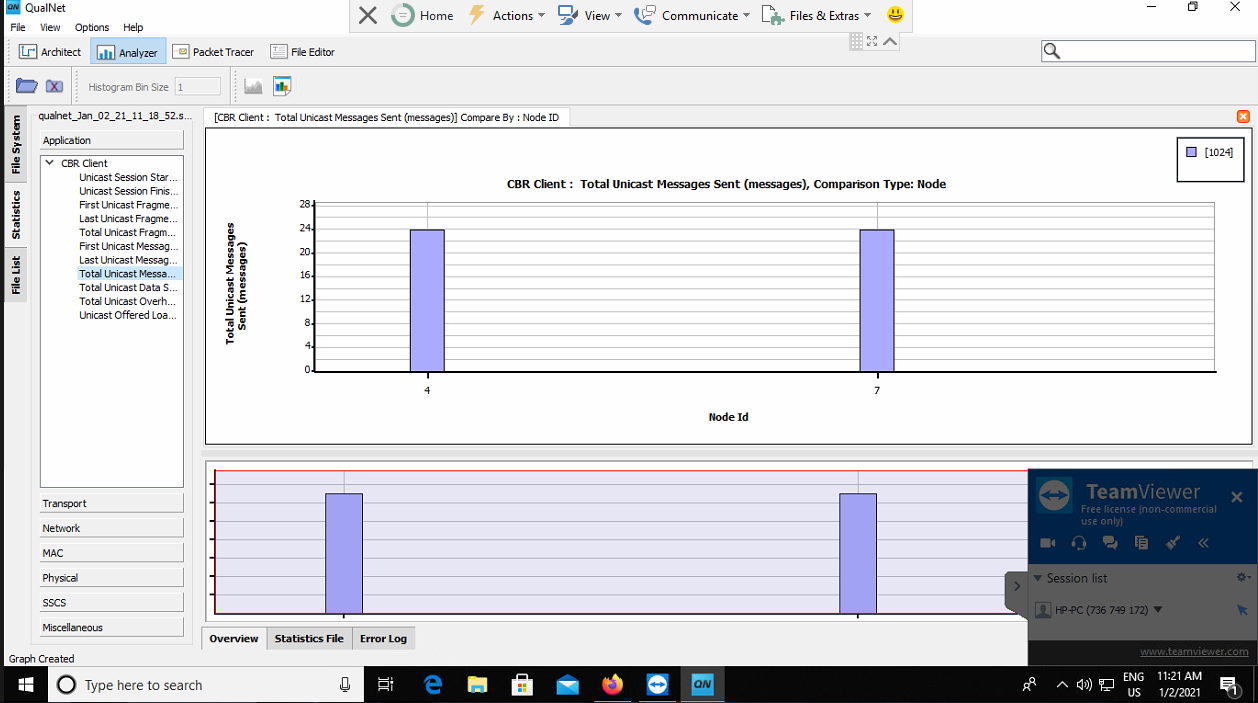 QN QualNet
Home Actions View Communicate Files & Extras
File View Options Help
Architect Analyzer Packet Tracer File Editor
Histogram Bin Size 1
qualnet_Jan_02_21_11_18_52.s...
[CBR Client : Total Unicast Messages Sent (messages)] Compare By : Node ID
File System
Statistics
File List
Application
CBR Client
Unicast Session Star...
Unicast Session Finis...
First Unicast Fragme...
Last Unicast Fragme...
Total Unicast Fragm...
First Unicast Messag...
Last Unicast Messag...
Total Unicast Messa...
Total Unicast Data S...
Total Unicast Overh...
Unicast Offered Loa...
Transport
Network
MAC
Physical
SSCS
Miscellaneous
[1024]
CBR Client : Total Unicast Messages Sent (messages), Comparison Type: Node
Total Unicast Messages
Sent (messages)
28
24
20
16
12
8
4
0
4 7
Node Id
TeamViewer
Free license (non-commercial
use only)
Session list
HP-PC (736 749 172)
www.teamviewer.com
Overview Statistics File Error Log
Graph Created
Type here to search
QN
ENG
US
11:21 AM
1/2/2021
1